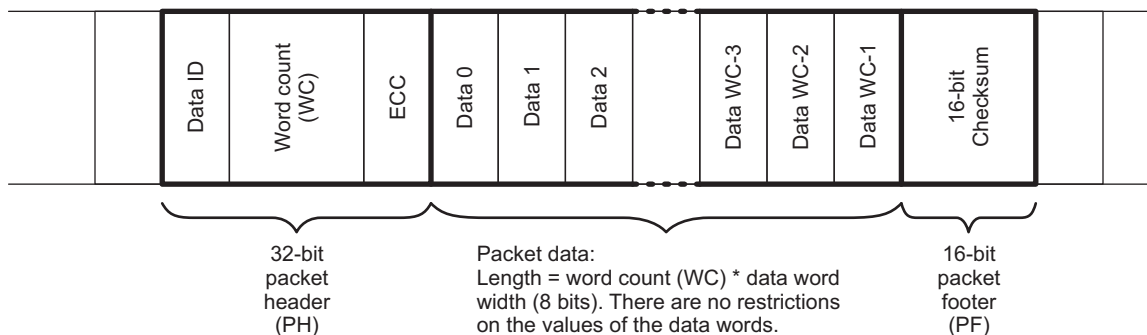 Data ID
Word count
(WC)
ECC
Data 0
Data 1
Data 2
Data WC-3
Data WC-2
Data WC-1
16-bit
Checksum
32-bit
packet
header
(PH)
Packet data:
Length = word count (WC) * data word
width (8 bits). There are no restrictions
on the values of the data words.
16-bit
packet
footer
(PF)